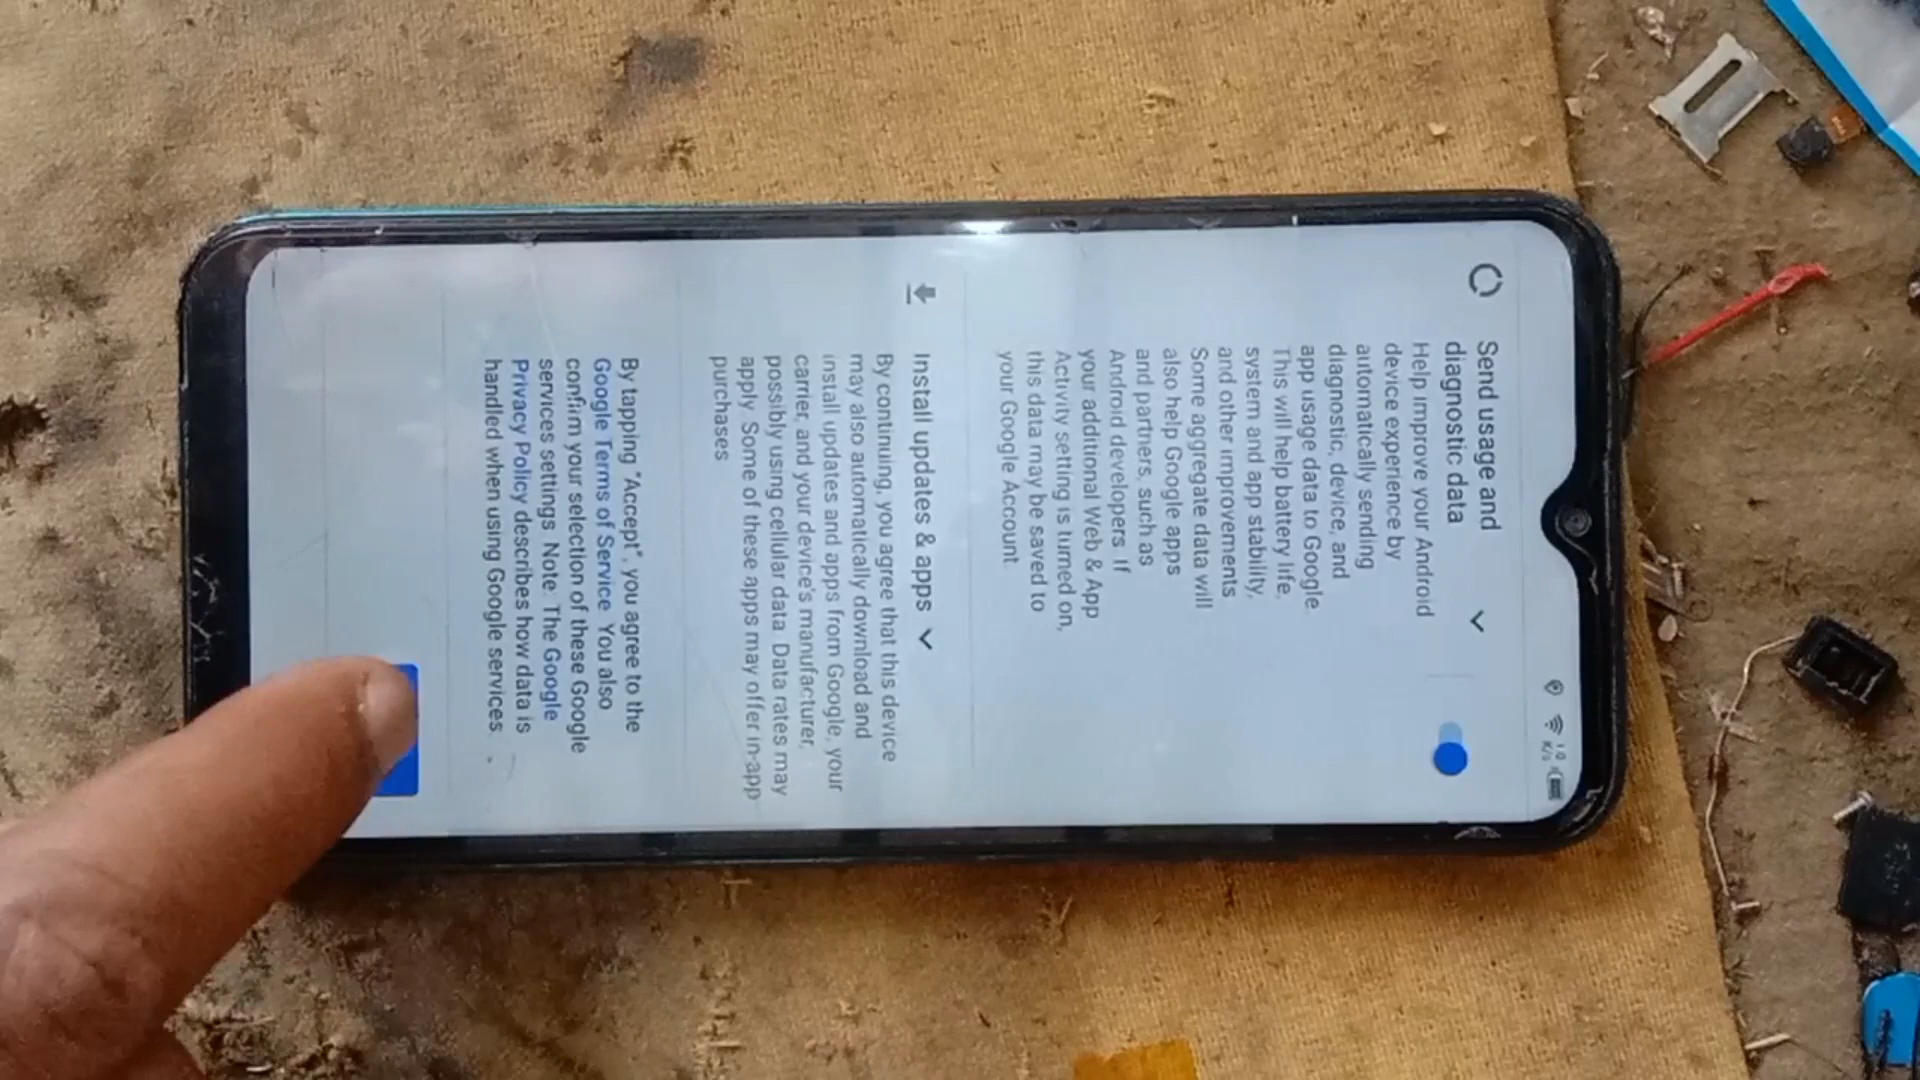 Send usage and
diagnostic data
Help improve your Android
device experience by
automatically sending
diagnostic, device, and
app usage data to Google.
This will help battery life,
system and app stability,
and other improvements.
Some aggregate data will
also help Google apps
and partners, such as
Android developers. If
your additional Web & App
Activity setting is turned on,
this data may be saved to
your Google Account
Install updates & apps
By continuing, you agree that this device
may also automatically download and
install updates and apps from Google, your
carrier, and your device's manufacturer,
possibly using cellular data. Data rates may
apply. Some of these apps may offer in-app
purchases
By tapping "Accept", you agree to the
Google Terms of Service. You also
confirm your selection of these Google
services settings. Note: The Google
Privacy Policy describes how data is
handled when using Google services.